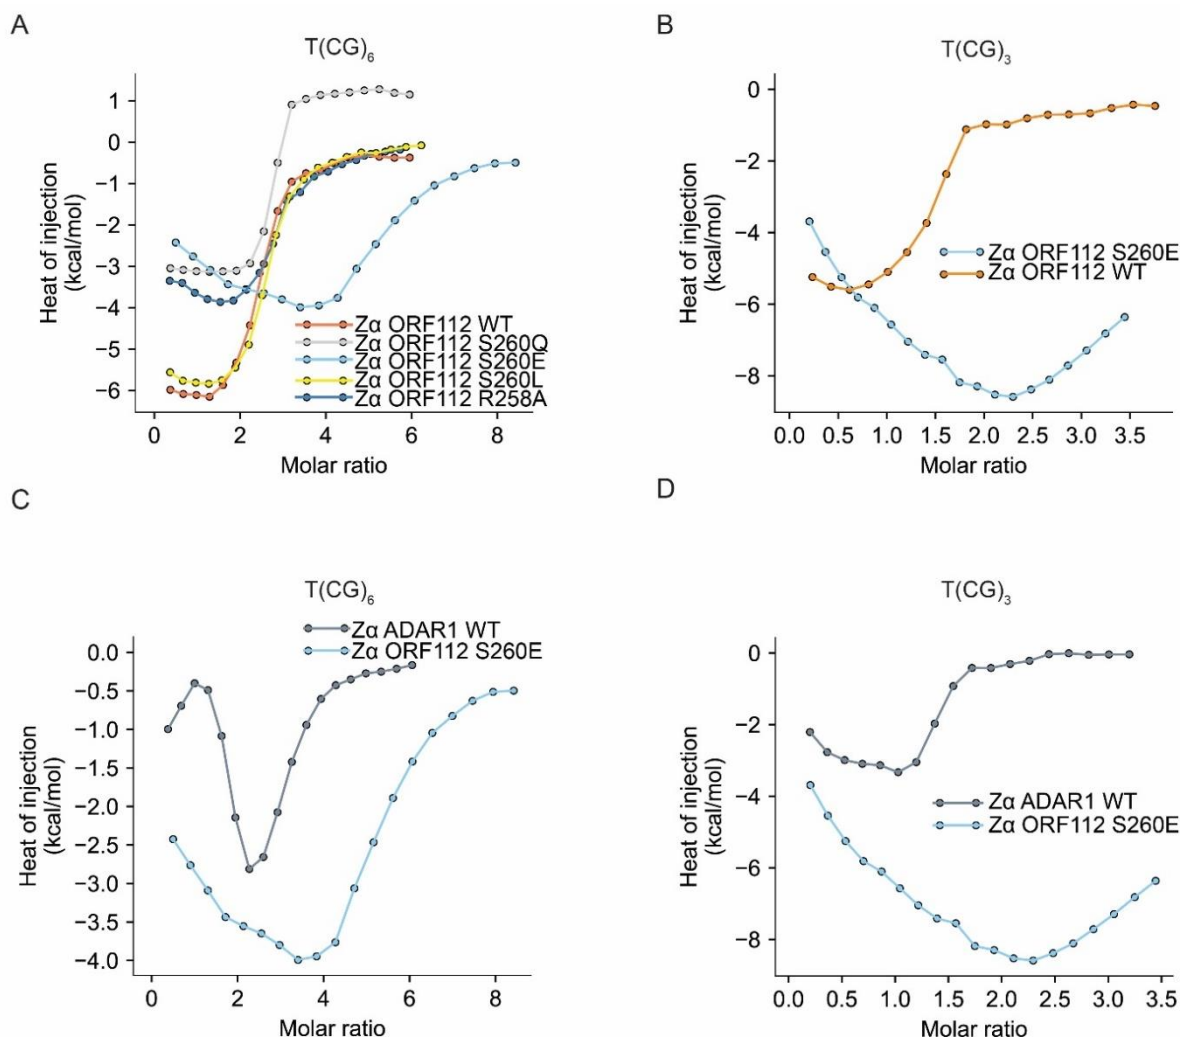 A
T(CG)₆
Heat of injection
(kcal/mol)
1
0
−1
−2
−3
−4
−5
−6
Zα ORF112 WT
Zα ORF112 S260Q
Zα ORF112 S260E
Zα ORF112 S260L
Zα ORF112 R258A
0 2 4 6 8
Molar ratio
B
T(CG)₃
Heat of injection
(kcal/mol)
0
−2
−4
−6
−8
Zα ORF112 S260E
Zα ORF112 WT
0.0 0.5 1.0 1.5 2.0 2.5 3.0 3.5
Molar ratio
C
T(CG)₆
Zα ADAR1 WT
Zα ORF112 S260E
Heat of injection
(kcal/mol)
0.0
−0.5
−1.0
−1.5
−2.0
−2.5
−3.0
−3.5
−4.0
0 2 4 6 8
Molar ratio
D
T(CG)₃
Heat of injection
(kcal/mol)
0
−2
−4
−6
−8
Zα ADAR1 WT
Zα ORF112 S260E
0.0 0.5 1.0 1.5 2.0 2.5 3.0 3.5
Molar ratio